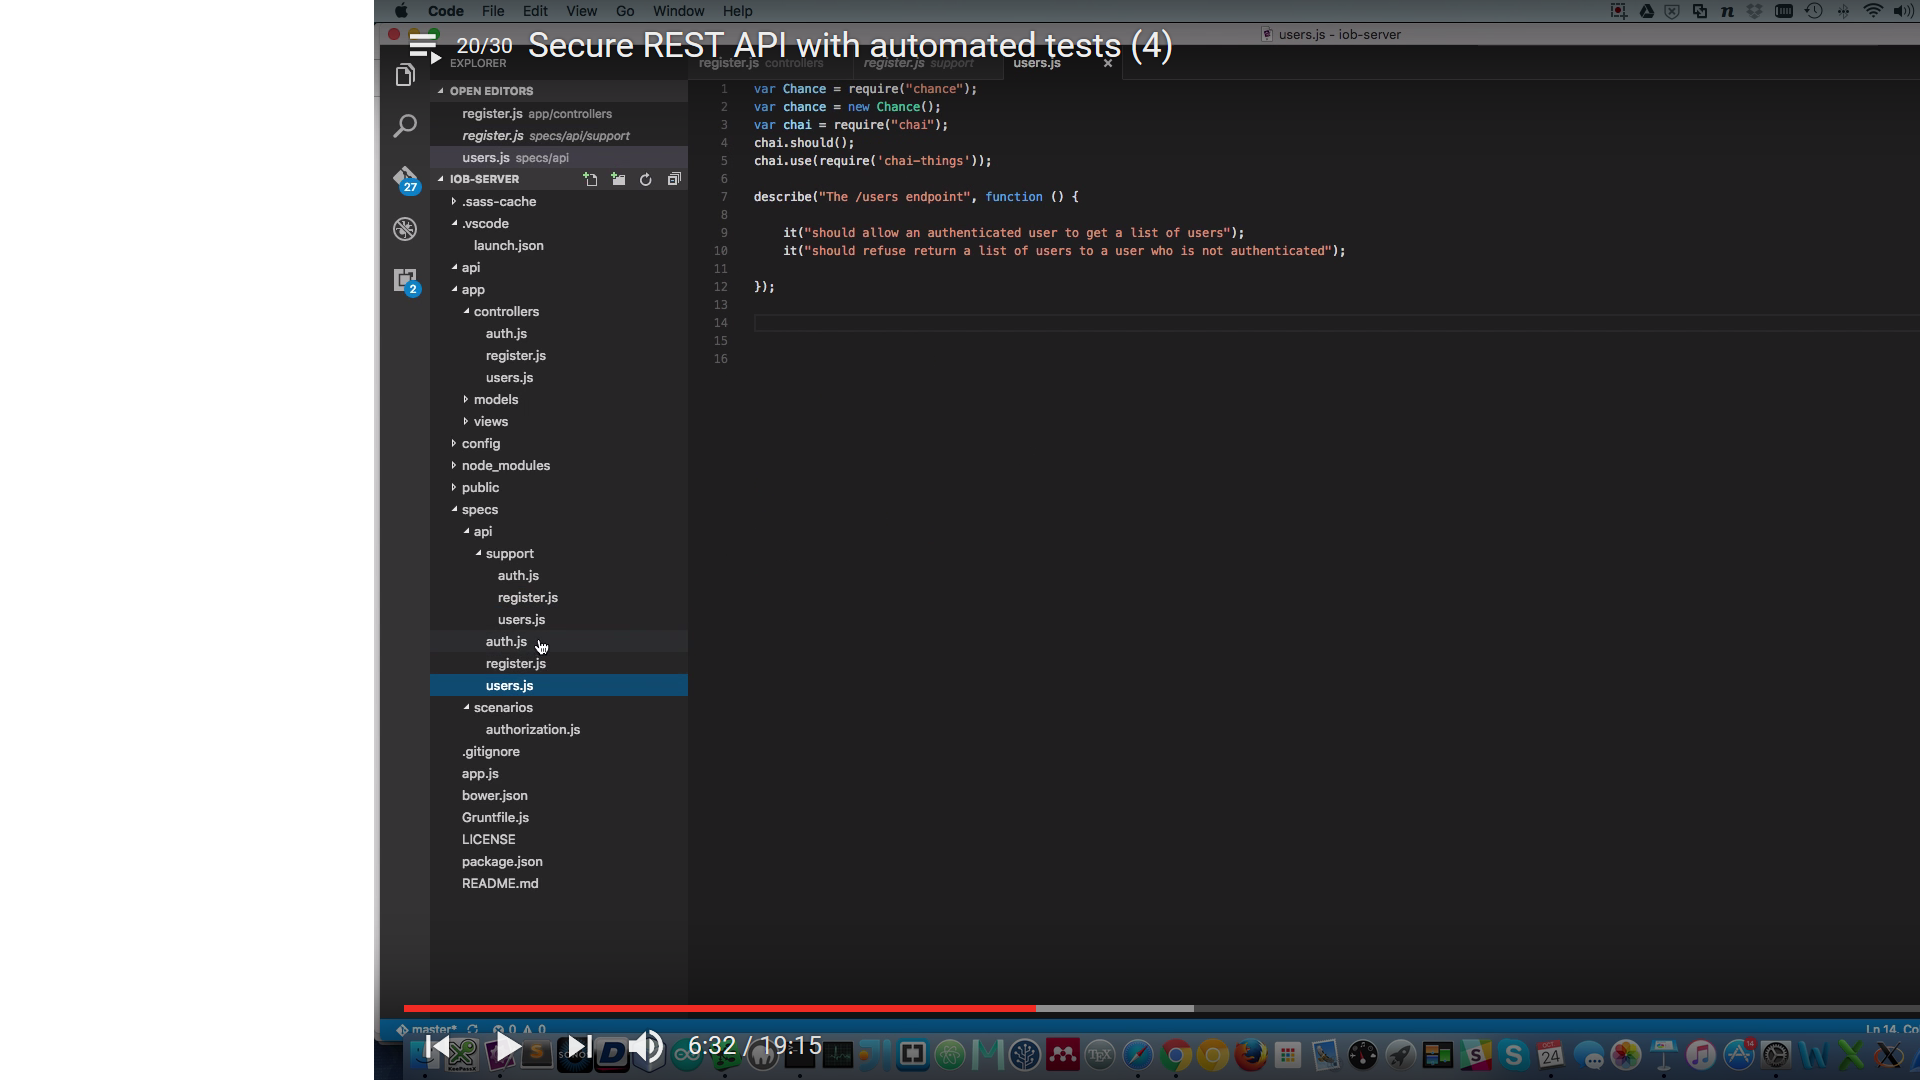 Code File Edit View Go Window Help
20/30 Secure REST API with automated tests (4)
users.js - iob-server
EXPLORER
register.js controllers
register.js support
users.js
OPEN EDITORS
register.js app/controllers
register.js specs/api/support
users.js specs/api
IOB-SERVER
27
2
.sass-cache
.vscode
launch.json
api
app
controllers
auth.js
register.js
users.js
models
views
config
node_modules
public
specs
api
support
auth.js
register.js
users.js
auth.js
register.js
users.js
scenarios
authorization.js
.gitignore
app.js
bower.json
Gruntfile.js
LICENSE
package.json
README.md
1 var Chance = require("chance");
2 var chance = new Chance();
3 var chai = require("chai");
4 chai.should();
5 chai.use(require('chai-things'));
6
7 describe("The /users endpoint", function () {
8
9 it("should allow an authenticated user to get a list of users");
10 it("should refuse return a list of users to a user who is not authenticated");
11
12 });
13
14
15
16
master* 0 0
Ln 14, Co
6:32 / 19:15
OCT
24
14